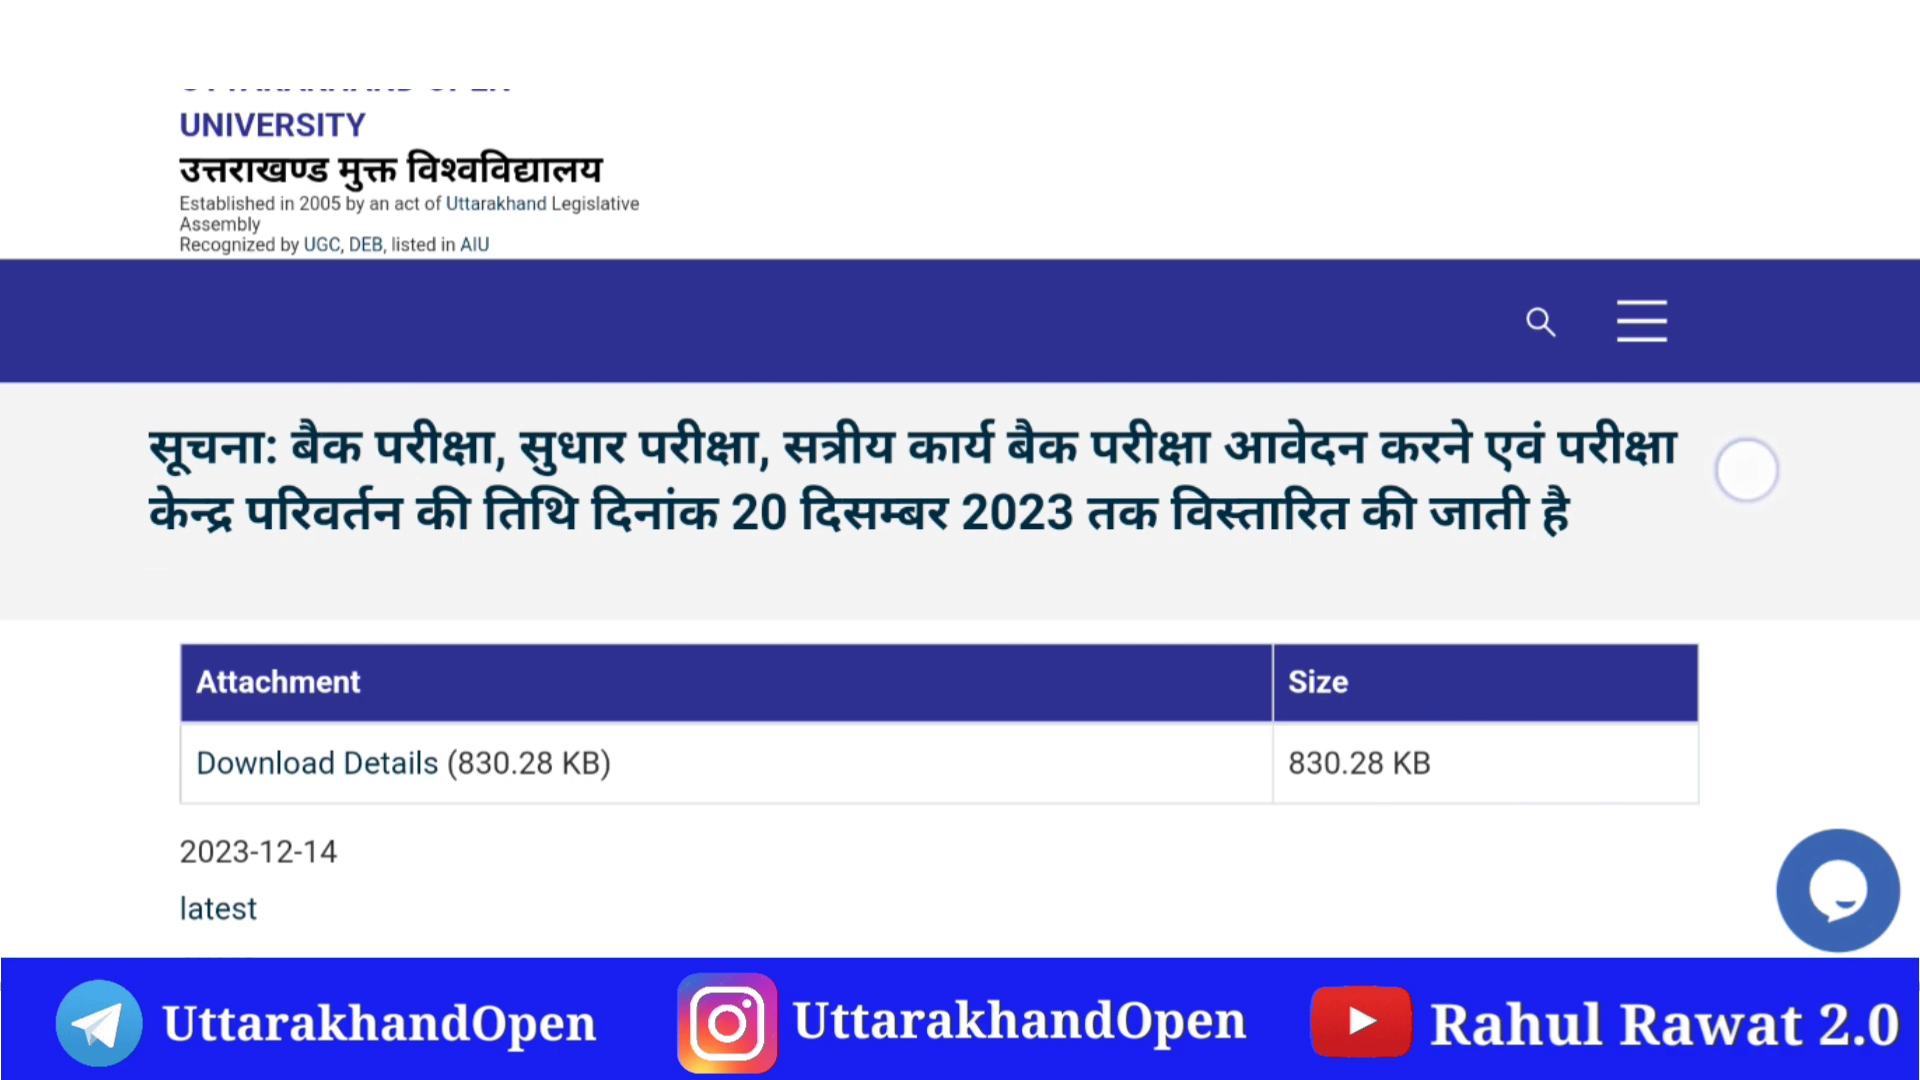 UNIVERSITY
उत्तराखण्ड मुक्त विश्वविद्यालय
Established in 2005 by an act of Uttarakhand Legislative
Assembly
Recognized by UGC, DEB, listed in AIU
सूचना: बैक परीक्षा, सुधार परीक्षा, सत्रीय कार्य बैक परीक्षा आवेदन करने एवं परीक्षा
केन्द्र परिवर्तन की तिथि दिनांक 20 दिसम्बर 2023 तक विस्तारित की जाती है
Attachment Size
Download Details (830.28 KB) 830.28 KB
2023-12-14
latest
UttarakhandOpen UttarakhandOpen Rahul Rawat 2.0